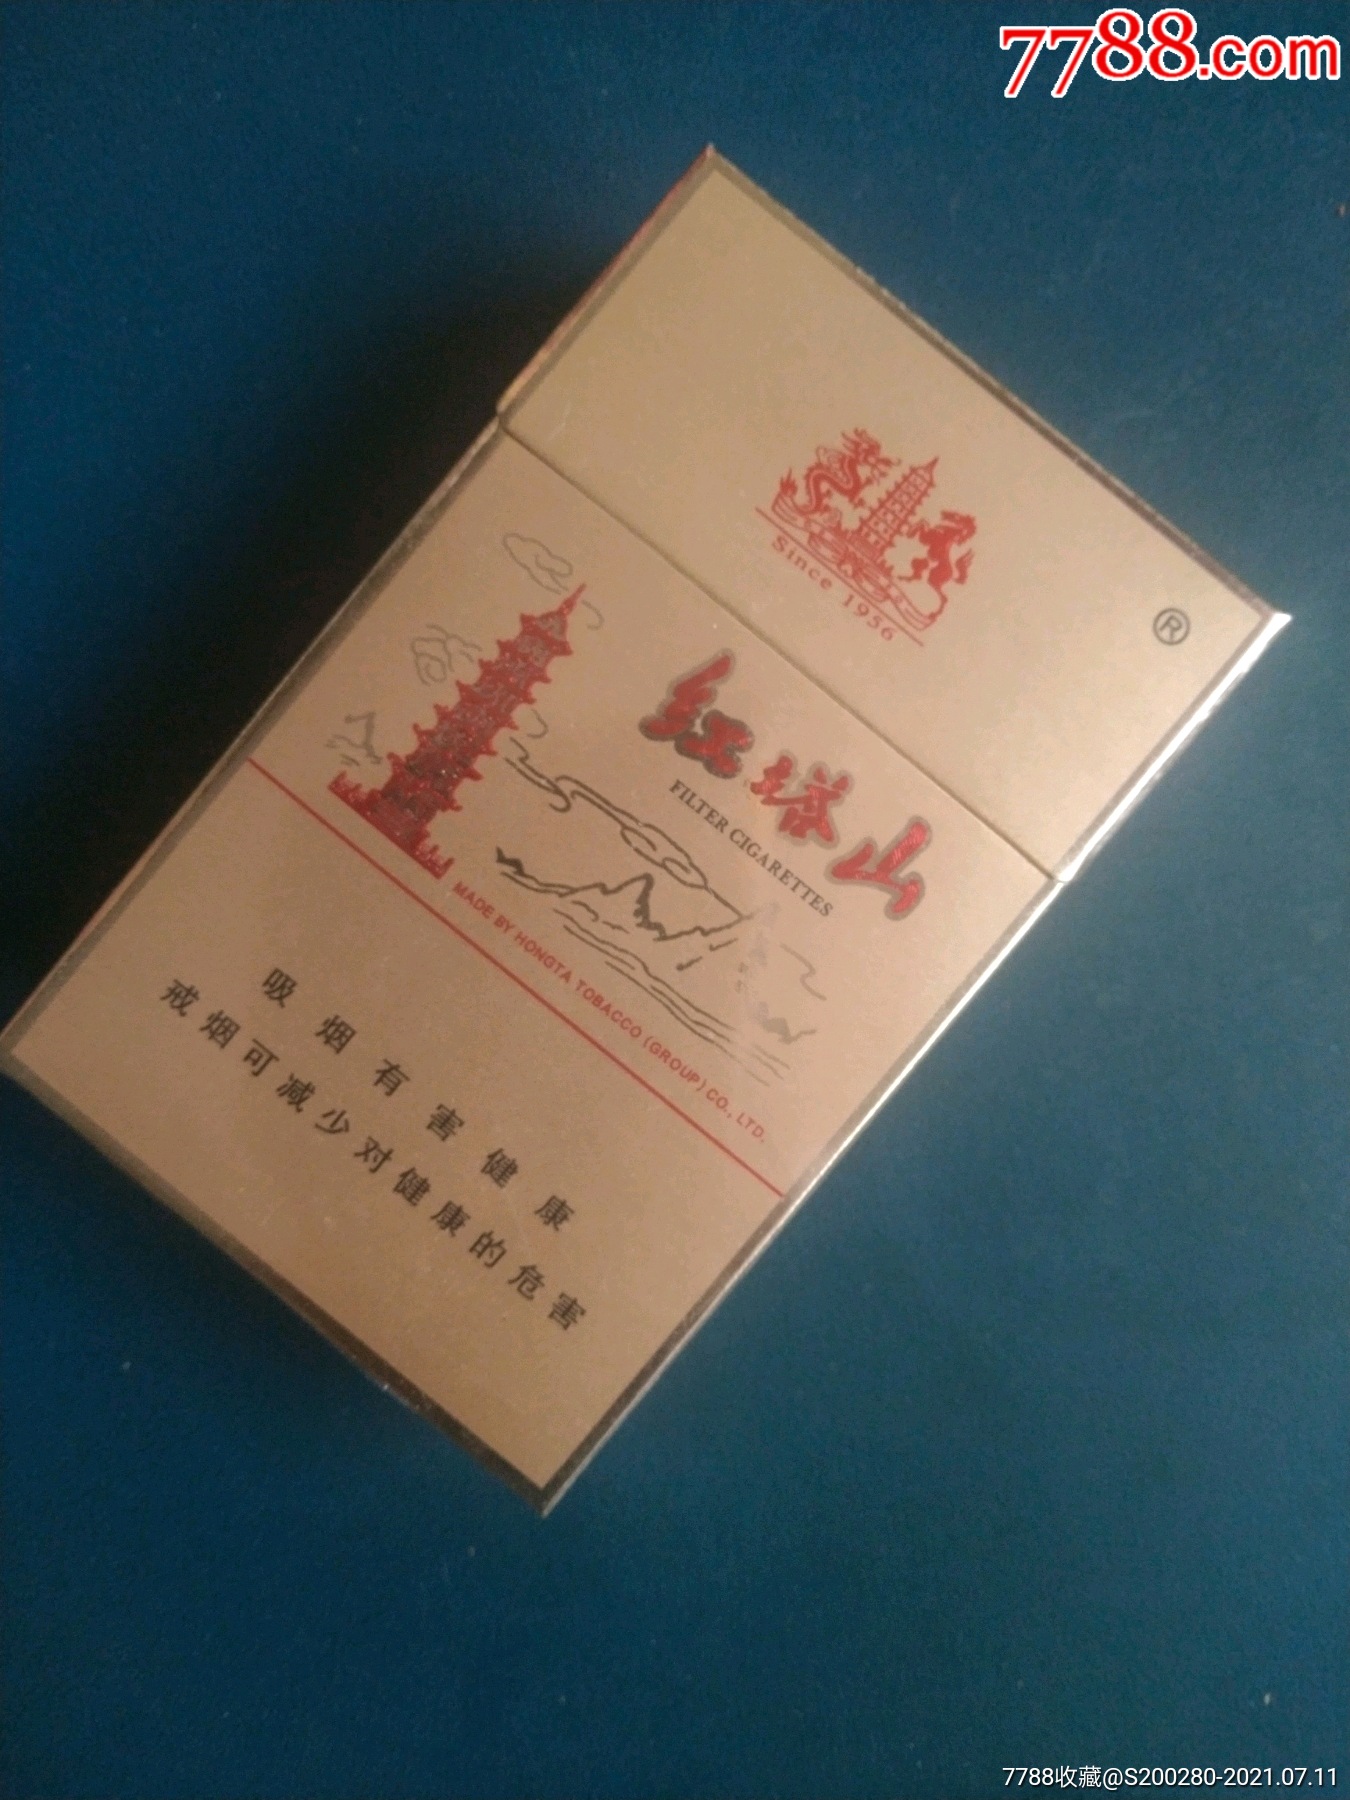 7788.com
Since 1956
®
红塔山
FILTER CIGARETTES
MADE BY HONGTA TOBACCO (GROUP) CO., LTD.
吸烟有害健康
戒烟可减少对健康的危害
7788收藏@S200280-2021.07.11